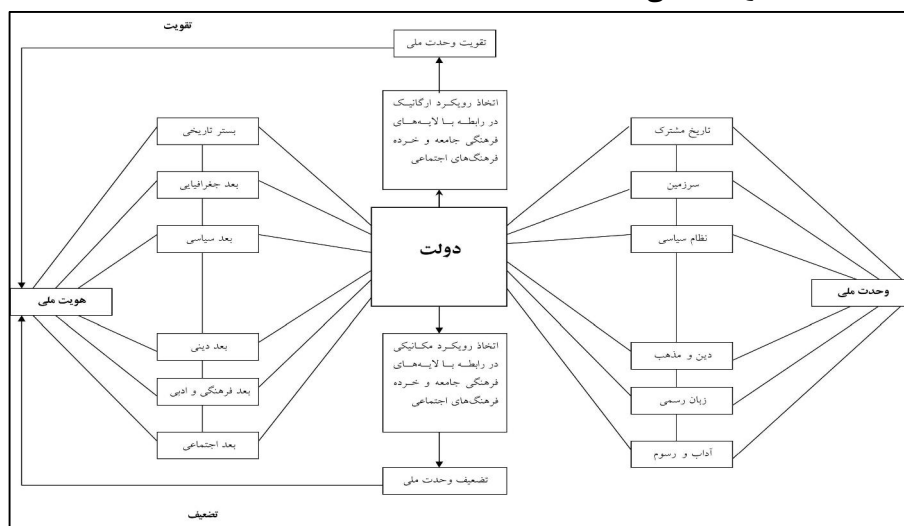 تقویت
تقویت وحدت ملی
اتخاذ رویکرد ارگانیک
در رابطه با لایه‌های
فرهنگی جامعه و خرده
فرهنگ‌های اجتماعی
تاریخ مشترک
سرزمین
نظام سیاسی
دین و مذهب
زبان رسمی
آداب و رسوم
وحدت ملی
دولت
بستر تاریخی
بعد جغرافیایی
بعد سیاسی
بعد دینی
بعد فرهنگی و ادبی
بعد اجتماعی
هویت ملی
اتخاذ رویکرد مکانیکی
در رابطه با لایه‌های
فرهنگی جامعه و خرده
فرهنگ‌های اجتماعی
تضعیف وحدت ملی
تضعیف